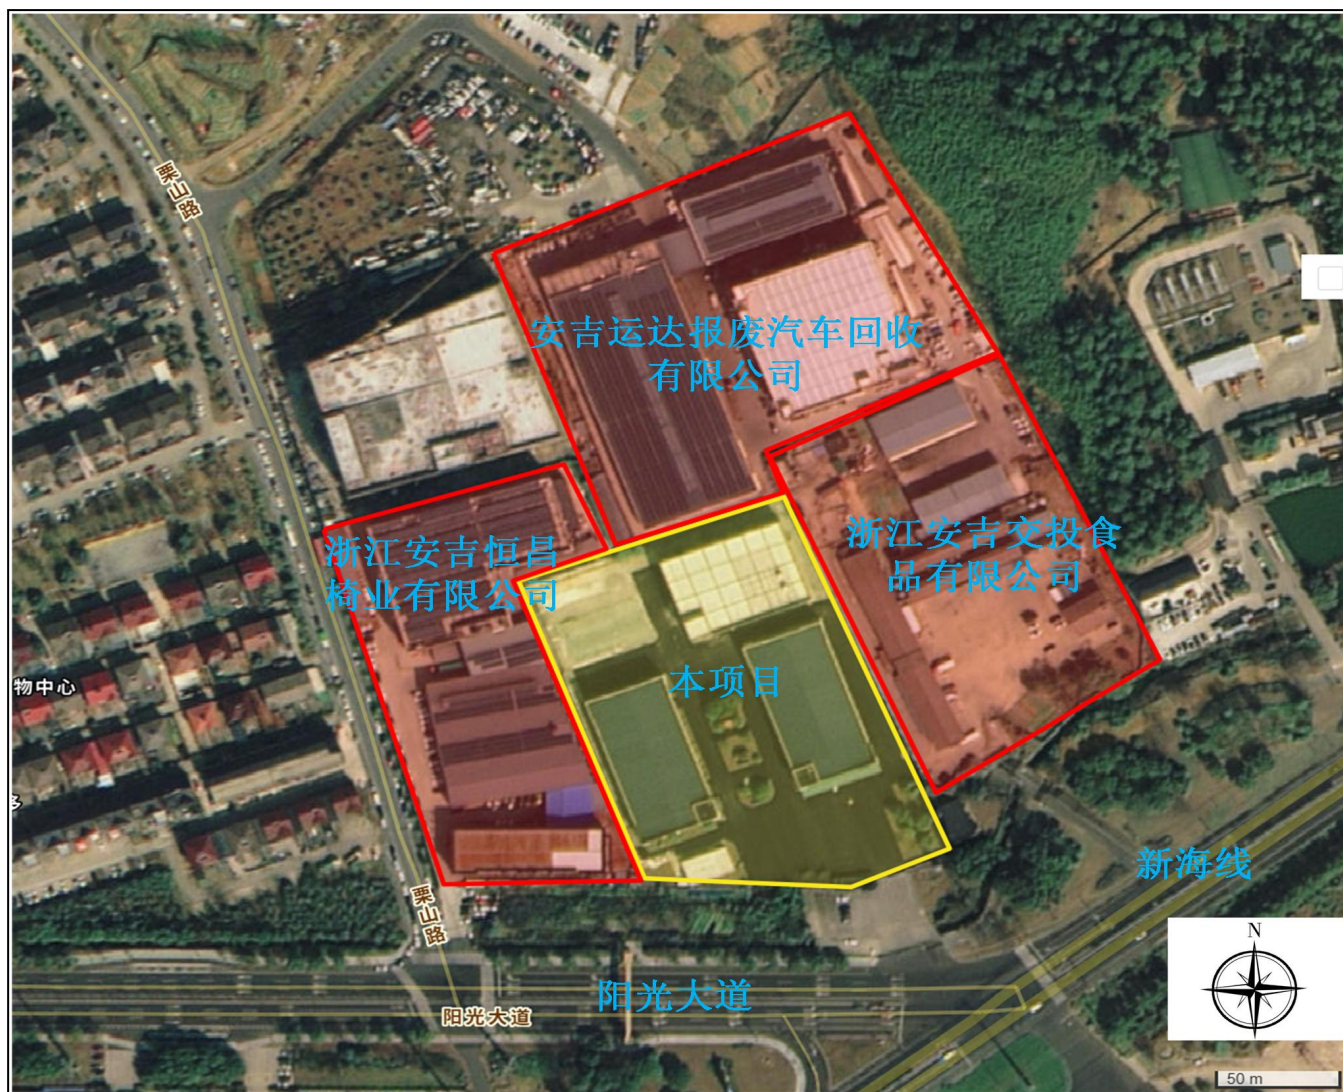 栗山路
安吉运达报废汽车回收
有限公司
浙江安吉恒昌
椅业有限公司
浙江安吉交投食
品有限公司
本项目
物中心
多
新海线
栗山路
N
阳光大道
阳光大道
50 m